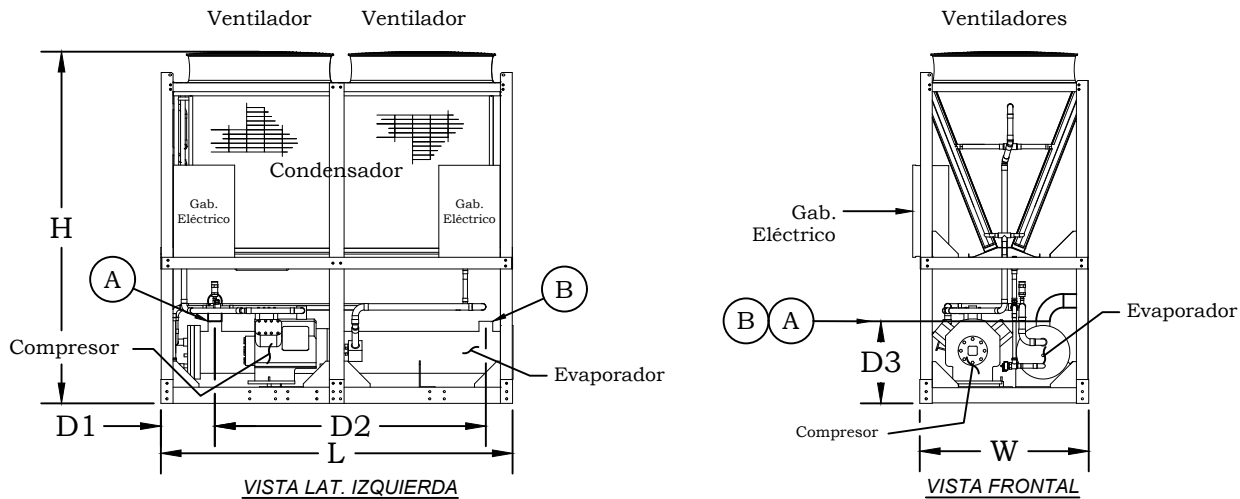 Ventilador
Ventilador
Ventiladores
Condensador
Gab.
Eléctrico
Gab.
Eléctrico
Gab.
Eléctrico
H
A
B
B
A
Compresor
Evaporador
Evaporador
D3
D1
D2
L
Compresor
W
VISTA LAT. IZQUIERDA
VISTA FRONTAL